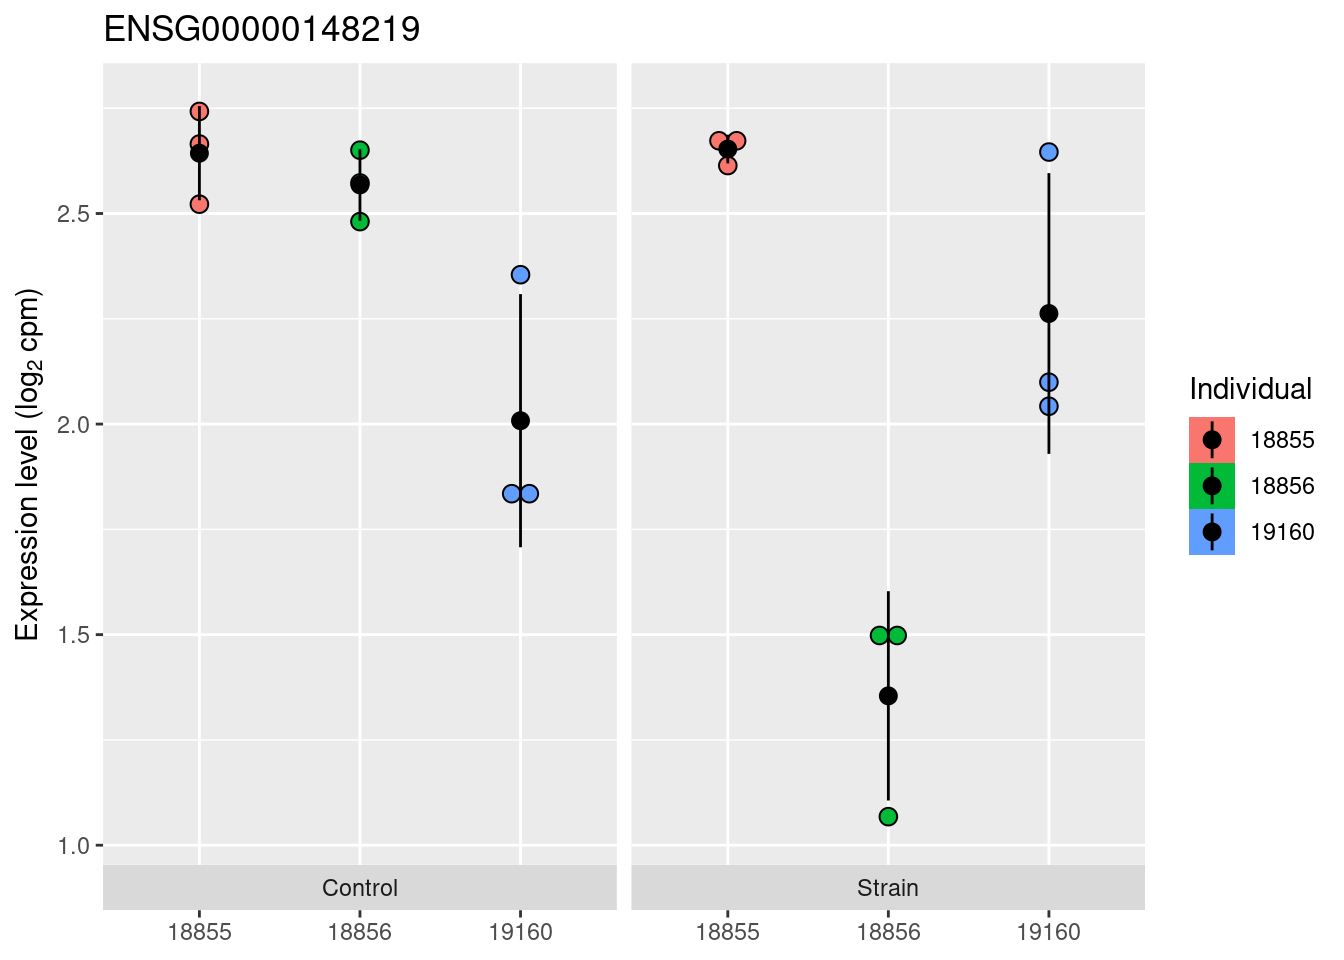 ENSG00000148219
Expression level (log₂ cpm)
2.5
2.0
1.5
1.0
Control
Strain
18855
18856
19160
18855
18856
19160
Individual
18855
18856
19160